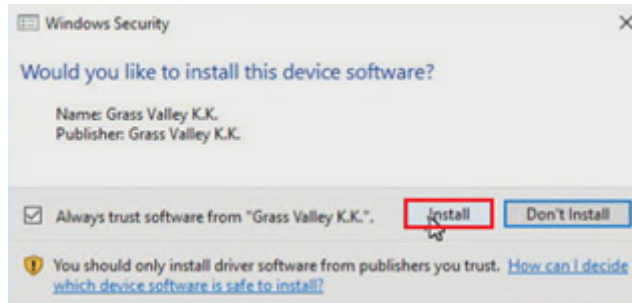 Windows Security
Would you like to install this device software?
Name: Grass Valley K.K.
Publisher: Grass Valley K.K.
Always trust software from "Grass Valley K.K.".
Install
Don't Install
You should only install driver software from publishers you trust. How can I decide
which device software is safe to install?